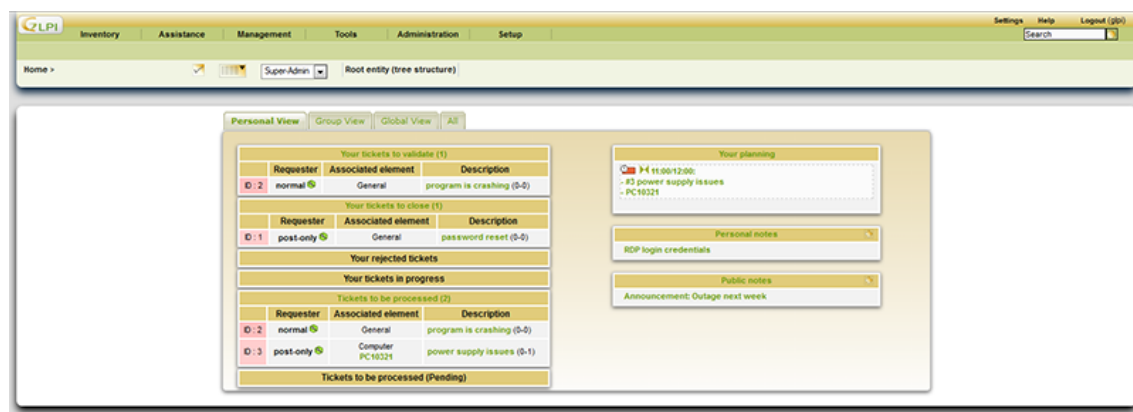 GLPI
Settings Help Logout (glpi)
Inventory Assistance Management Tools Administration Setup
Search
Home > Super-Admin Root entity (tree structure)
Personal View Group View Global View All
Your tickets to validate (1)
Requester Associated element Description
ID : 2 normal General program is crashing (0-0)
Your tickets to close (1)
Requester Associated element Description
ID : 1 post-only General password reset (0-0)
Your rejected tickets
Your tickets in progress
Tickets to be processed (2)
Requester Associated element Description
ID : 2 normal General program is crashing (0-0)
ID : 3 post-only Computer PC10321 power supply issues (0-1)
Tickets to be processed (Pending)
Your planning
11:00/12:00:
- #3 power supply issues
- PC10321
Personal notes
RDP login credentials
Public notes
Announcement: Outage next week